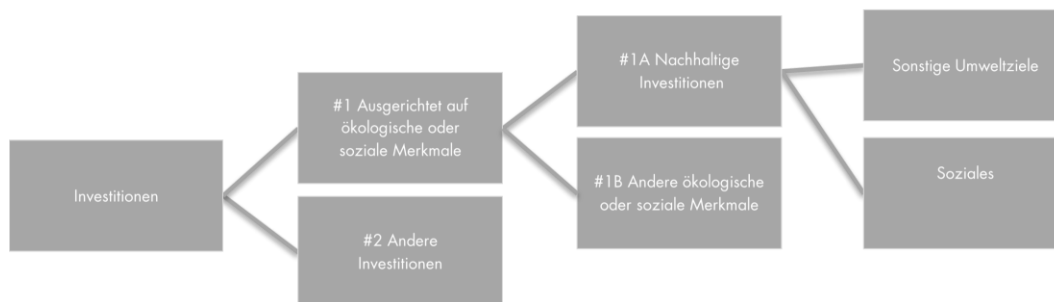 Investitionen
#1 Ausgerichtet auf
ökologische oder
soziale Merkmale
#2 Andere
Investitionen
#1A Nachhaltige
Investitionen
#1B Andere ökologische
oder soziale Merkmale
Sonstige Umweltziele
Soziales